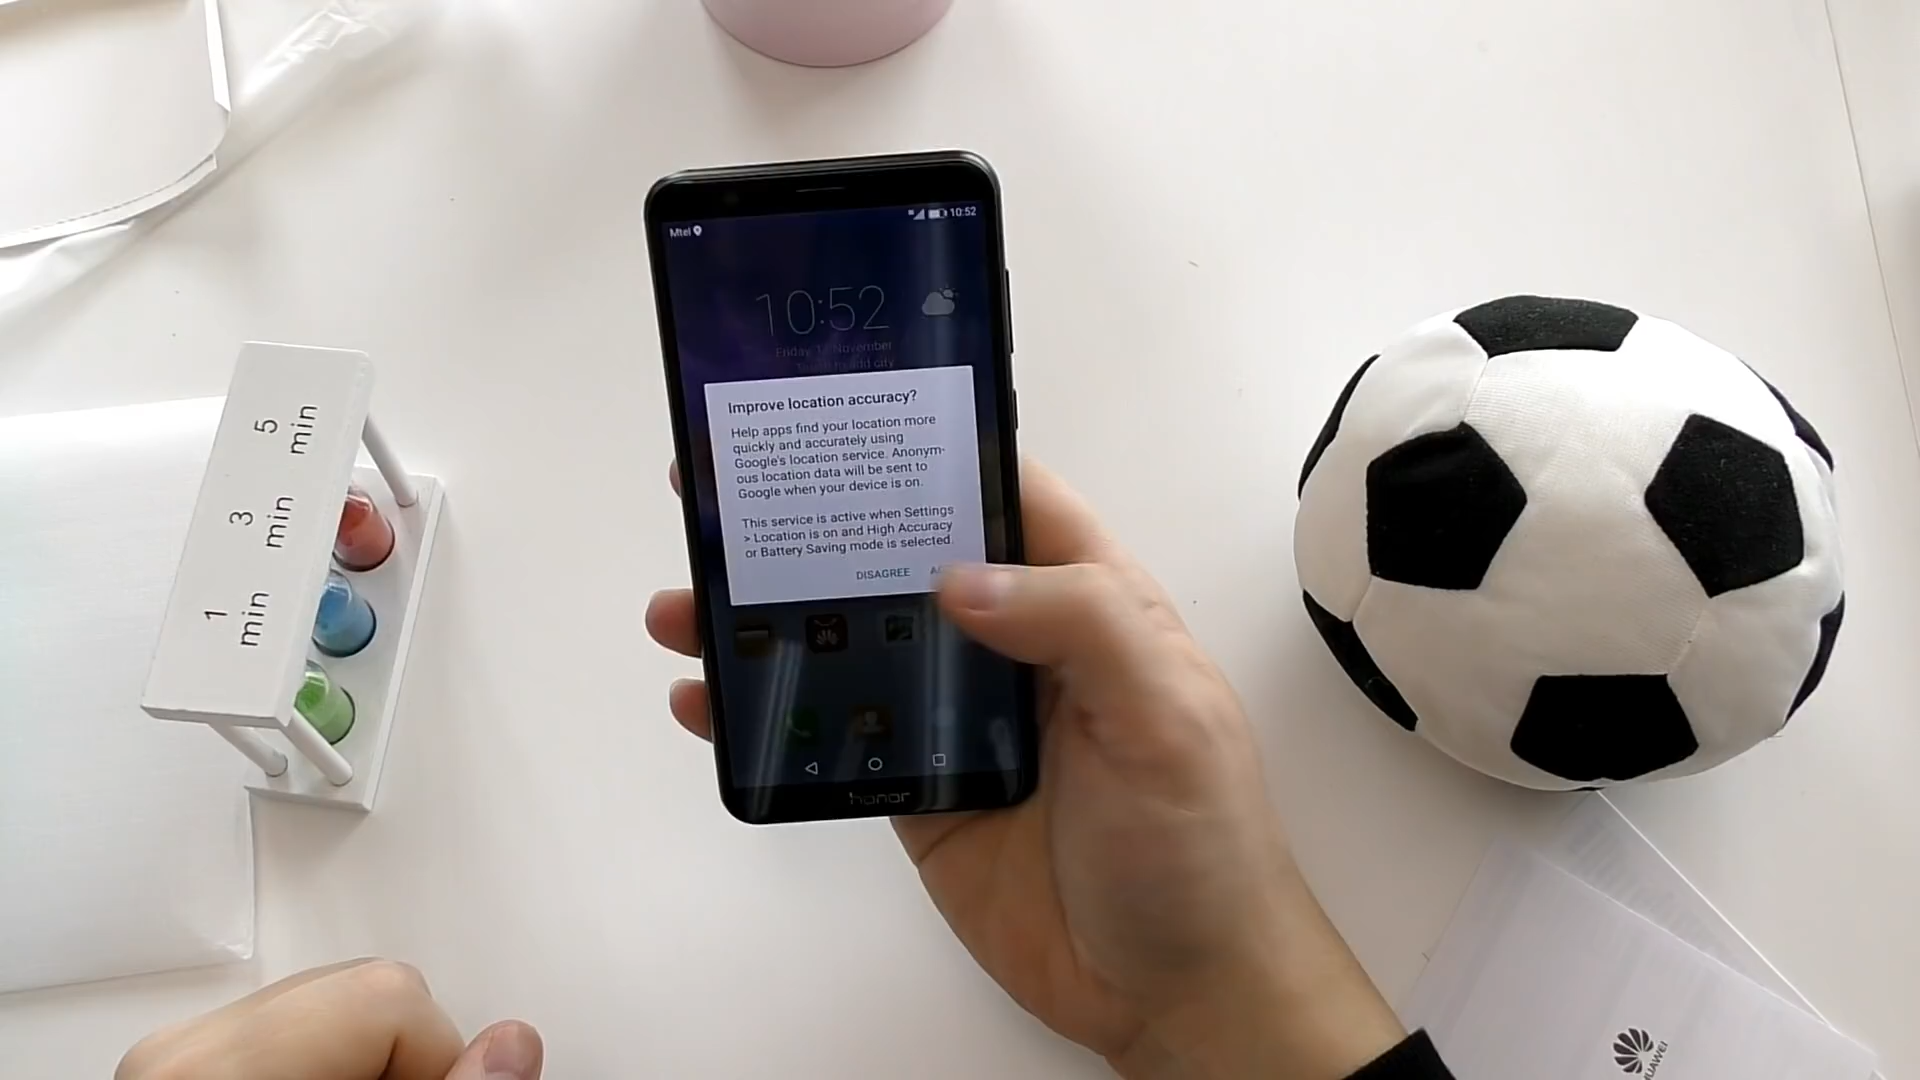 Mtel
10:52
10:52
Friday, November
Improve location accuracy?
Help apps find your location more
quickly and accurately using
Google's location service. Anonym-
ous location data will be sent to
Google when your device is on.
This service is active when Settings
> Location is on and High Accuracy
or Battery Saving mode is selected.
DISAGREE
honor
5
min
3
min
1
min
HUAWEI